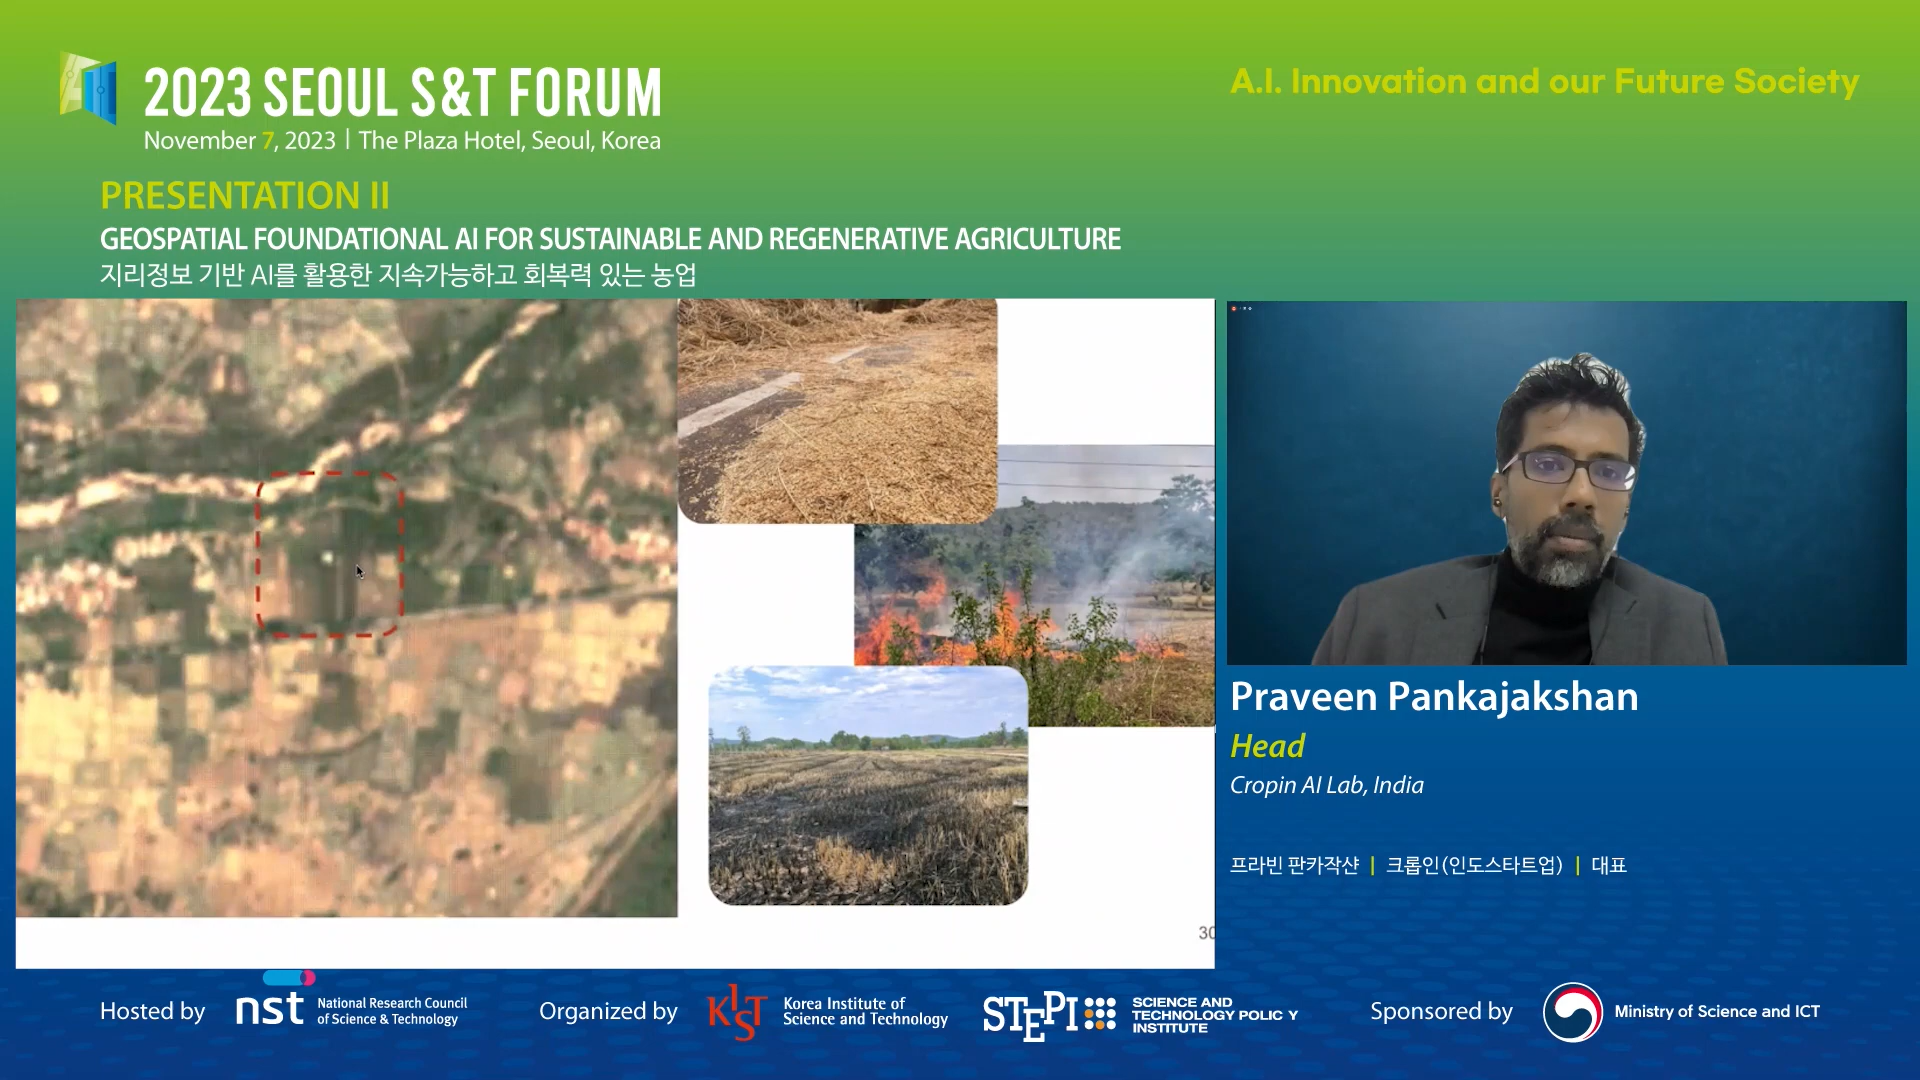 2023 SEOUL S&T FORUM
November 7, 2023 | The Plaza Hotel, Seoul, Korea
A.I. Innovation and our Future Society
PRESENTATION II
GEOSPATIAL FOUNDATIONAL AI FOR SUSTAINABLE AND REGENERATIVE AGRICULTURE
지리정보 기반 AI를 활용한 지속가능하고 회복력 있는 농업
30
Praveen Pankajakshan
Head
Cropin AI Lab, India
프라빈 판카작샨 | 크롭인(인도스타트업) | 대표
Hosted by
nst
National Research Council
of Science & Technology
Organized by
KIST
Korea Institute of
Science and Technology
STEPI
SCIENCE AND
TECHNOLOGY POLIC Y
INSTITUTE
Sponsored by
Ministry of Science and ICT